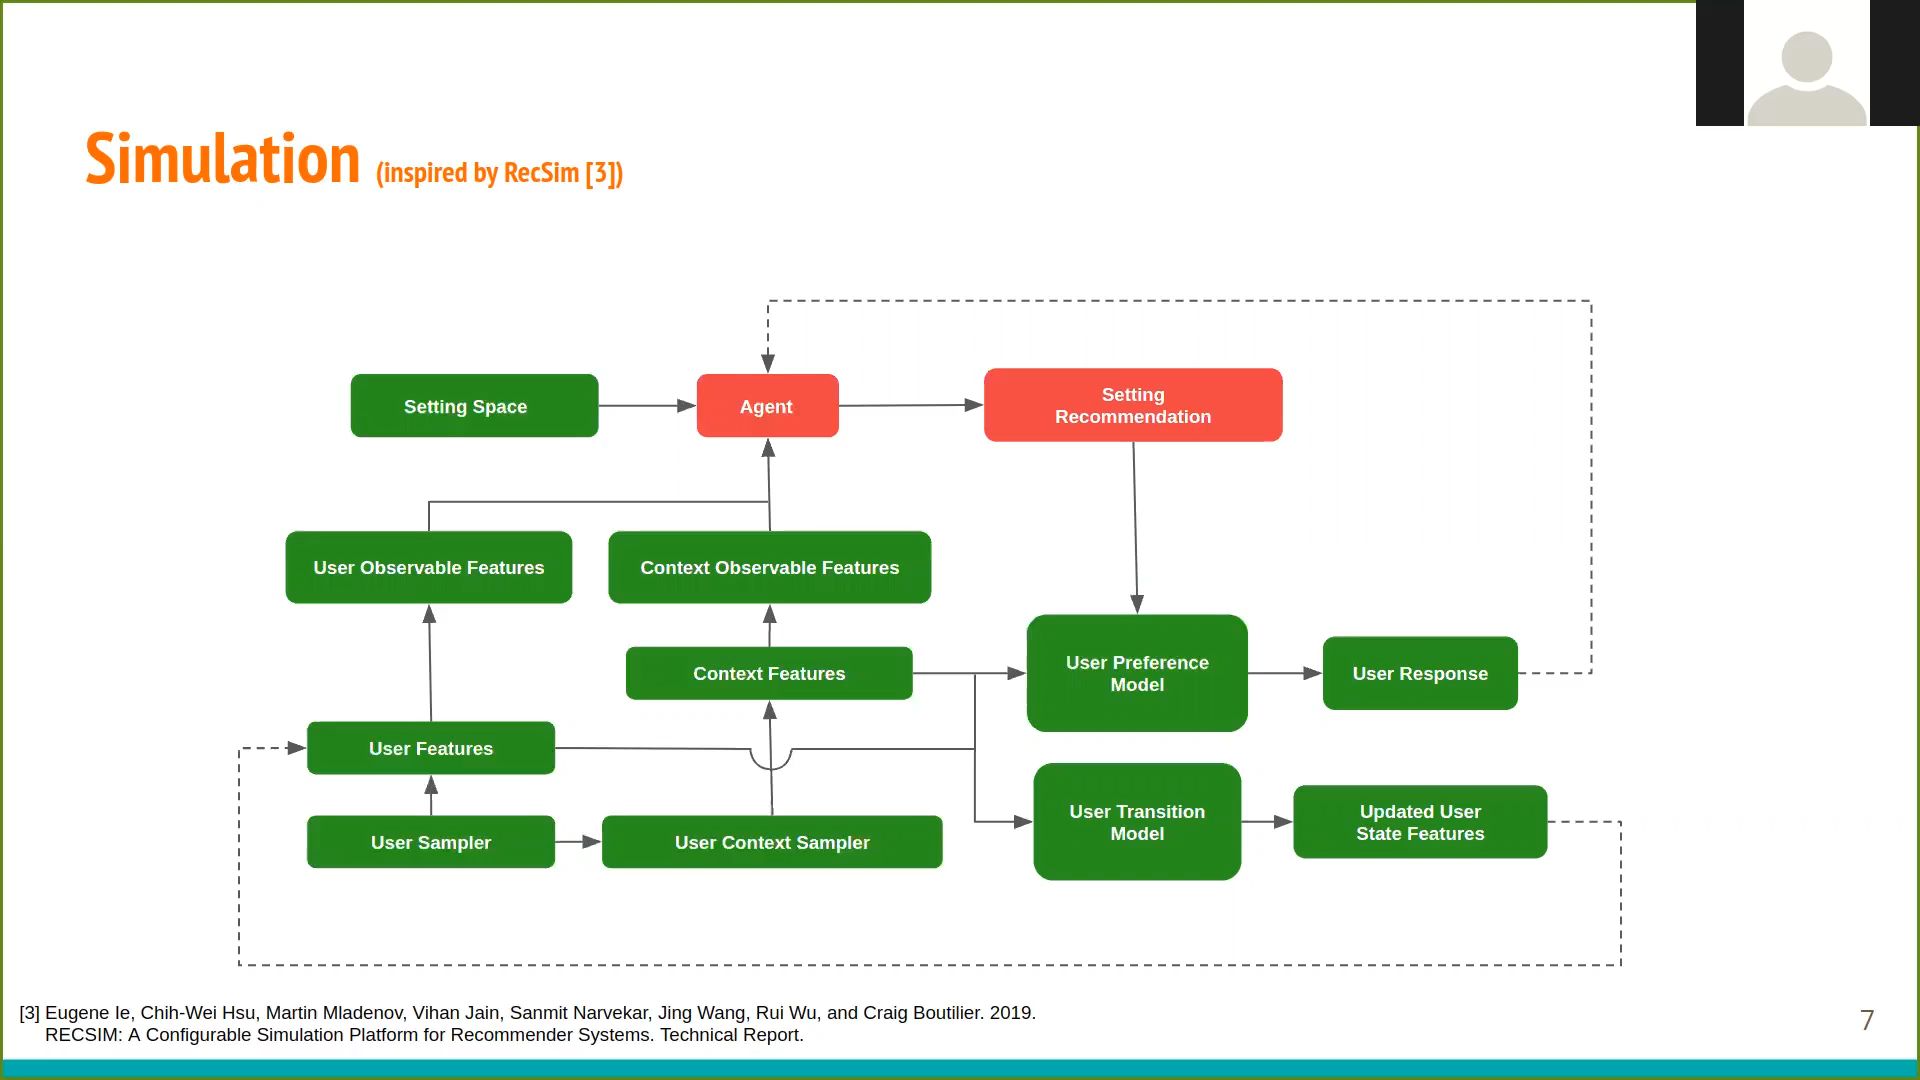 Simulation (inspired by RecSim [3])
Setting Space
Agent
Setting
Recommendation
User Observable Features
Context Observable Features
Context Features
User Preference
Model
User Response
User Features
User Transition
Model
Updated User
State Features
User Sampler
User Context Sampler
[3] Eugene Ie, Chih-Wei Hsu, Martin Mladenov, Vihan Jain, Sanmit Narvekar, Jing Wang, Rui Wu, and Craig Boutilier. 2019.
RECSIM: A Configurable Simulation Platform for Recommender Systems. Technical Report.
7